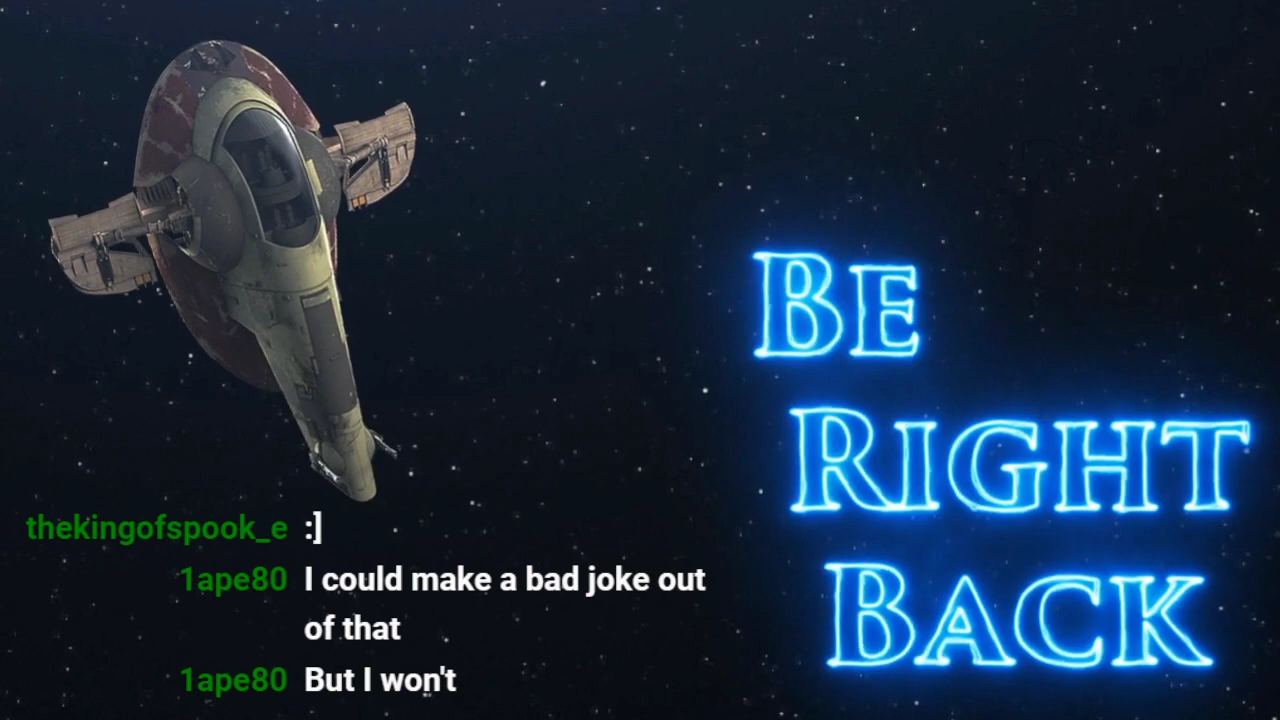 Be
Right
Back
thekingofspook_e :]
1ape80 I could make a bad joke out
of that
1ape80 But I won't